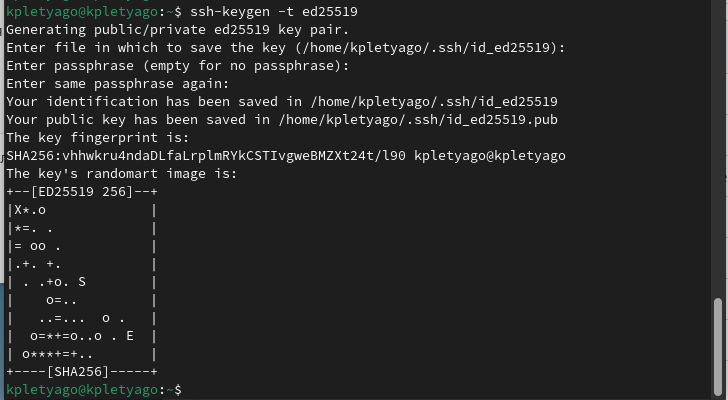 kpletyago@kpletyago:~$ ssh-keygen -t ed25519
Generating public/private ed25519 key pair.
Enter file in which to save the key (/home/kpletyago/.ssh/id_ed25519):
Enter passphrase (empty for no passphrase):
Enter same passphrase again:
Your identification has been saved in /home/kpletyago/.ssh/id_ed25519
Your public key has been saved in /home/kpletyago/.ssh/id_ed25519.pub
The key fingerprint is:
SHA256:vhhwkru4ndaDLfaLrplmRYkCSTIvgweBMZXt24t/l90 kpletyago@kpletyago
The key's randomart image is:
+--[ED25519 256]--+
|X*.o             |
|*=. .            |
|= oo .           |
|.+. +.           |
| . .+o. S        |
|    o=..         |
|   ..=...  o .   |
|  o=*+=o..o . E  |
| o***+=+..       |
+----[SHA256]-----+
kpletyago@kpletyago:~$